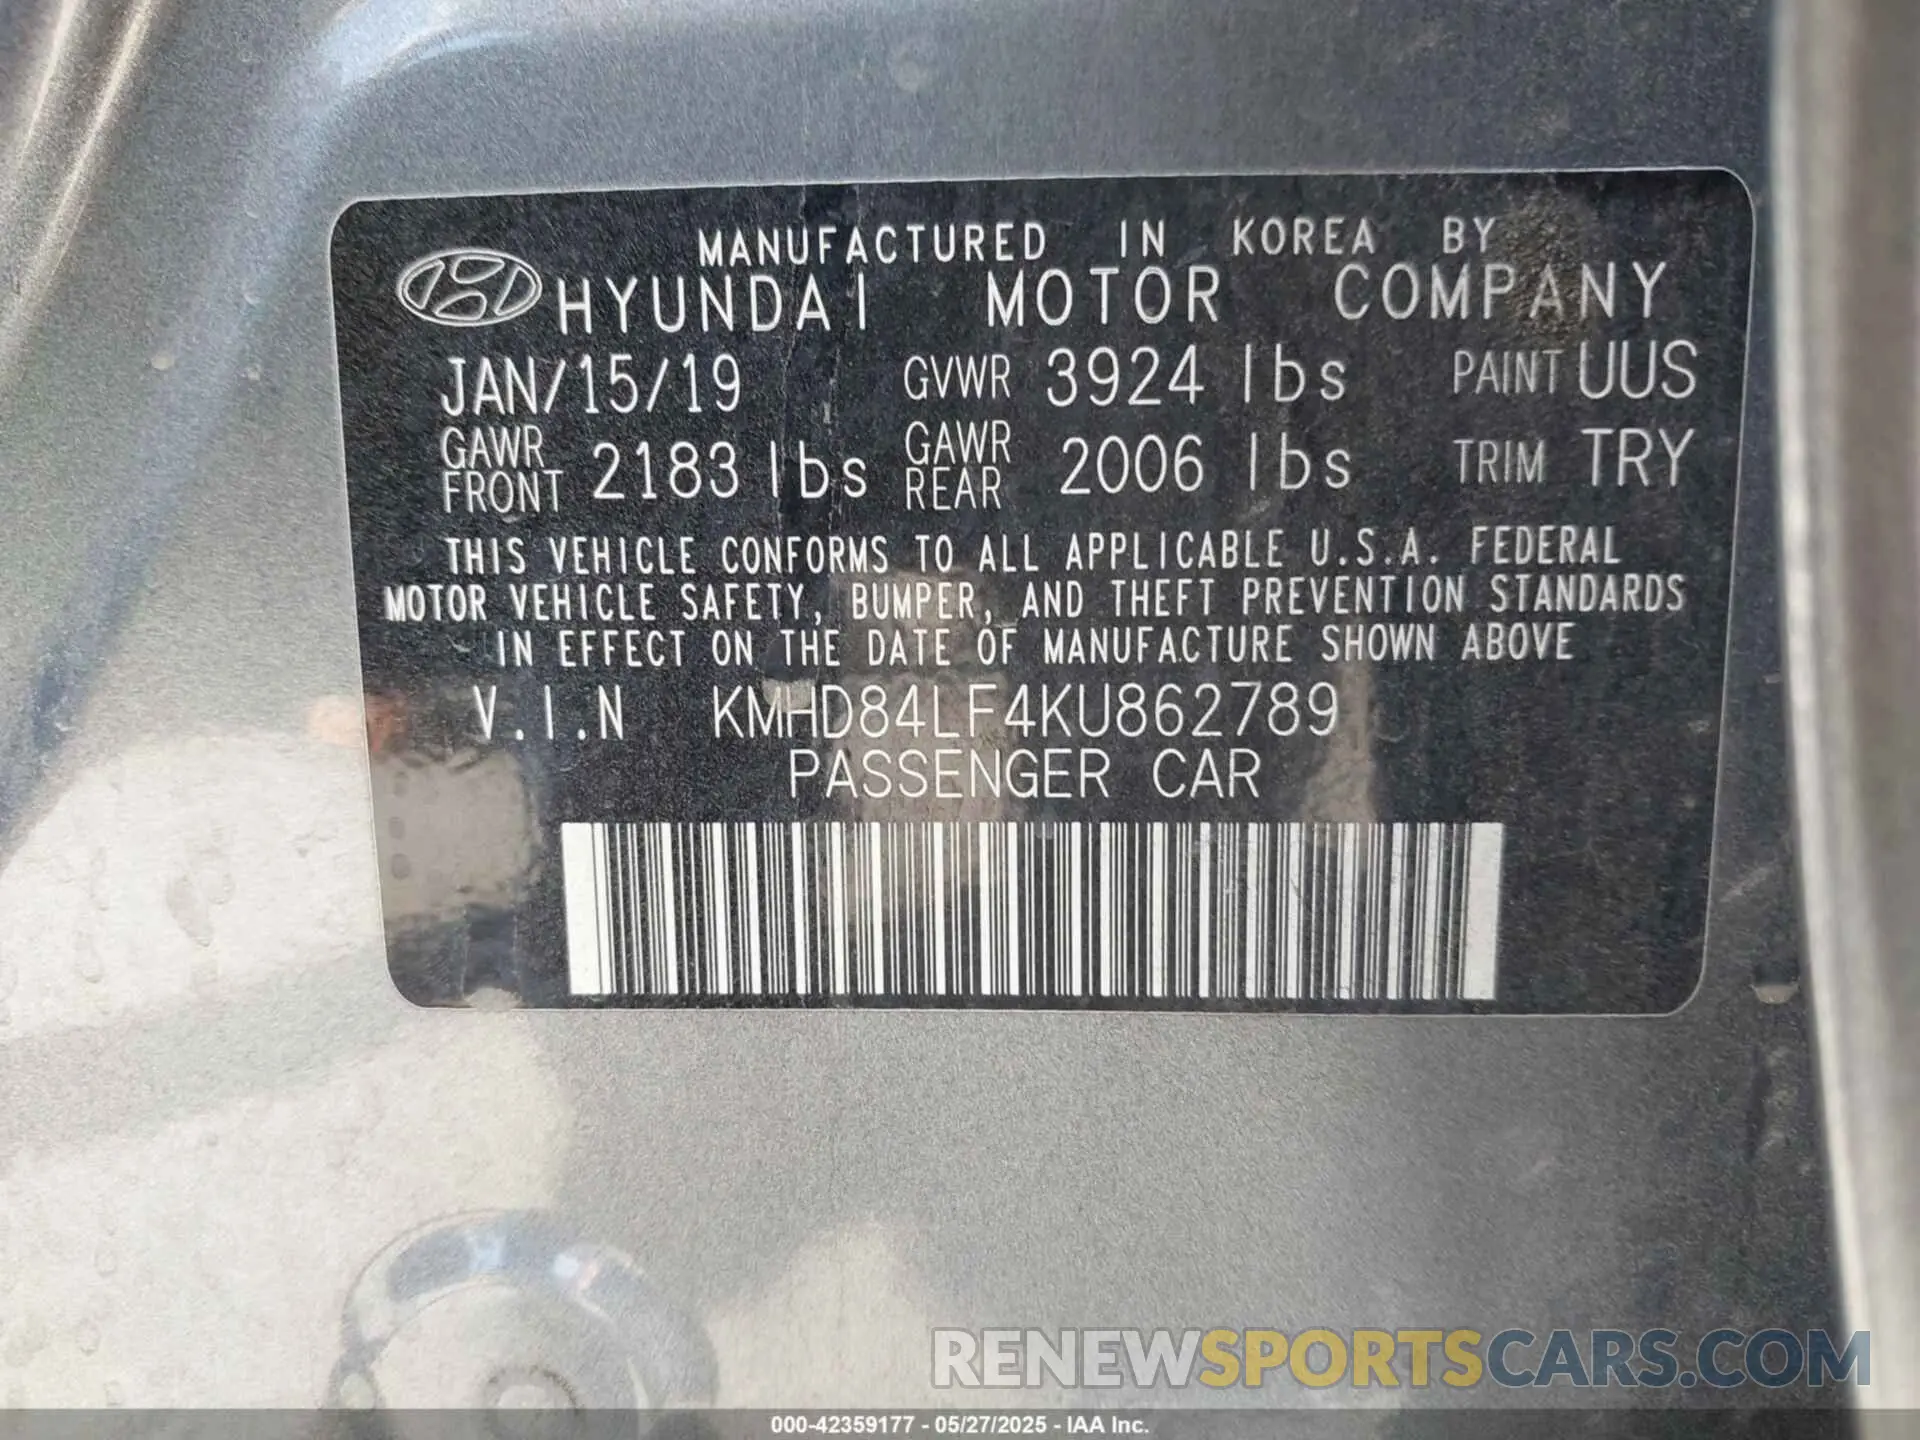 MANUFACTURED IN KOREA BY
HYUNDAI MOTOR COMPANY
JAN/15/19 GVWR 3924 lbs PAINT UUS
GAWR FRONT 2183 lbs GAWR REAR 2006 lbs TRIM TRY
THIS VEHICLE CONFORMS TO ALL APPLICABLE U.S.A. FEDERAL
MOTOR VEHICLE SAFETY, BUMPER, AND THEFT PREVENTION STANDARDS
IN EFFECT ON THE DATE OF MANUFACTURE SHOWN ABOVE
V.I.N KMHD84LF4KU862789
PASSENGER CAR
RENEWSPORTSCARS.COM
000-42359177 - 05/27/2025 - IAA Inc.